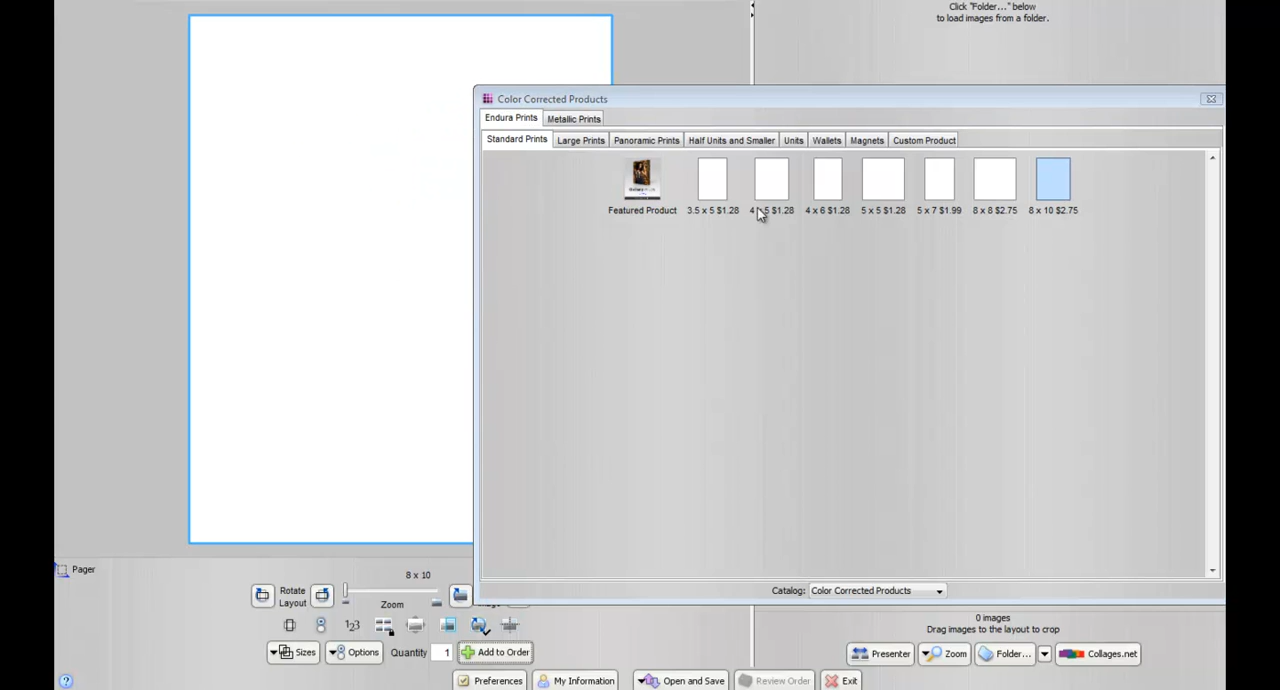 Click "Folder..." below
to load images from a folder.
Color Corrected Products
Endura Prints
Metallic Prints
Standard Prints
Large Prints
Panoramic Prints
Half Units and Smaller
Units
Wallets
Magnets
Custom Product
Featured Product
3.5 x 5 $1.28
5 $1.28
4 x 6 $1.28
5 x 5 $1.28
5 x 7 $1.99
8 x 8 $2.75
8 x 10 $2.75
Catalog: Color Corrected Products
Pager
8 x 10
Rotate
Layout
Zoom
123
Sizes
Options
Quantity 1
Add to Order
0 images
Drag images to the layout to crop
Presenter
Zoom
Folder...
Collages.net
Preferences
My Information
Open and Save
Review Order
Exit